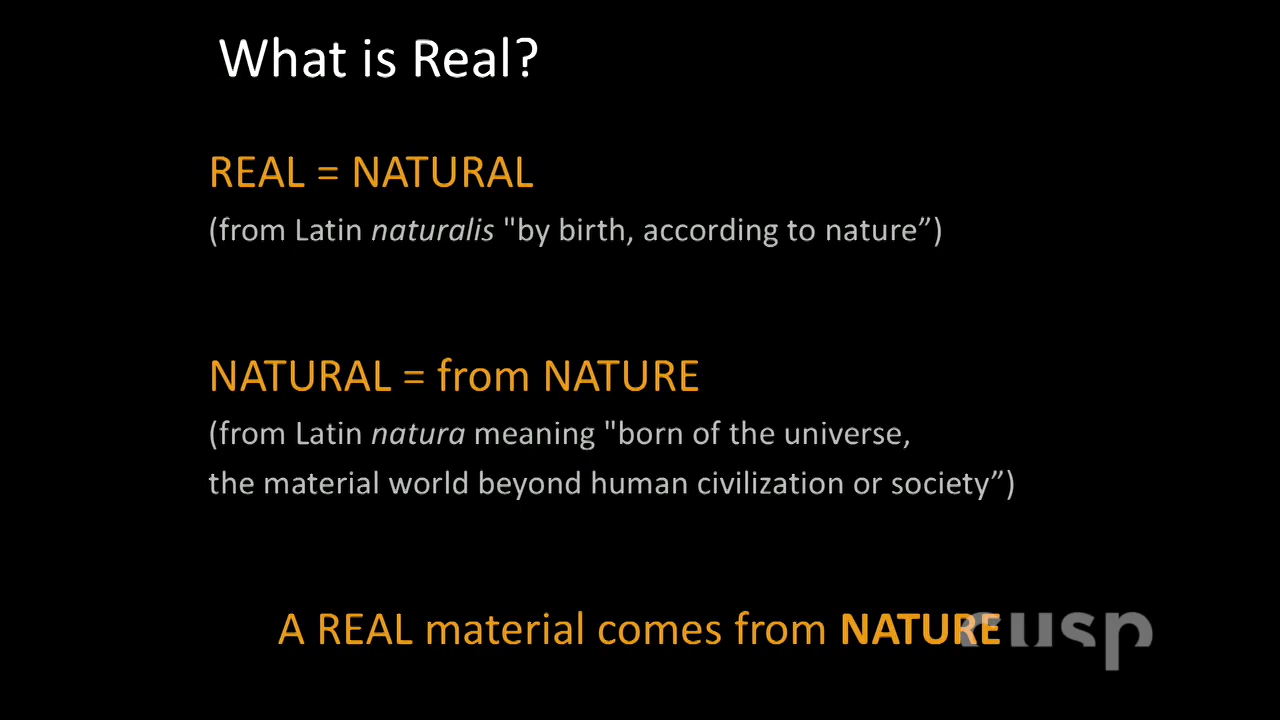 What is Real?
REAL = NATURAL
(from Latin naturalis "by birth, according to nature”)
NATURAL = from NATURE
(from Latin natura meaning "born of the universe,
the material world beyond human civilization or society”)
A REAL material comes from NATURE
cusp